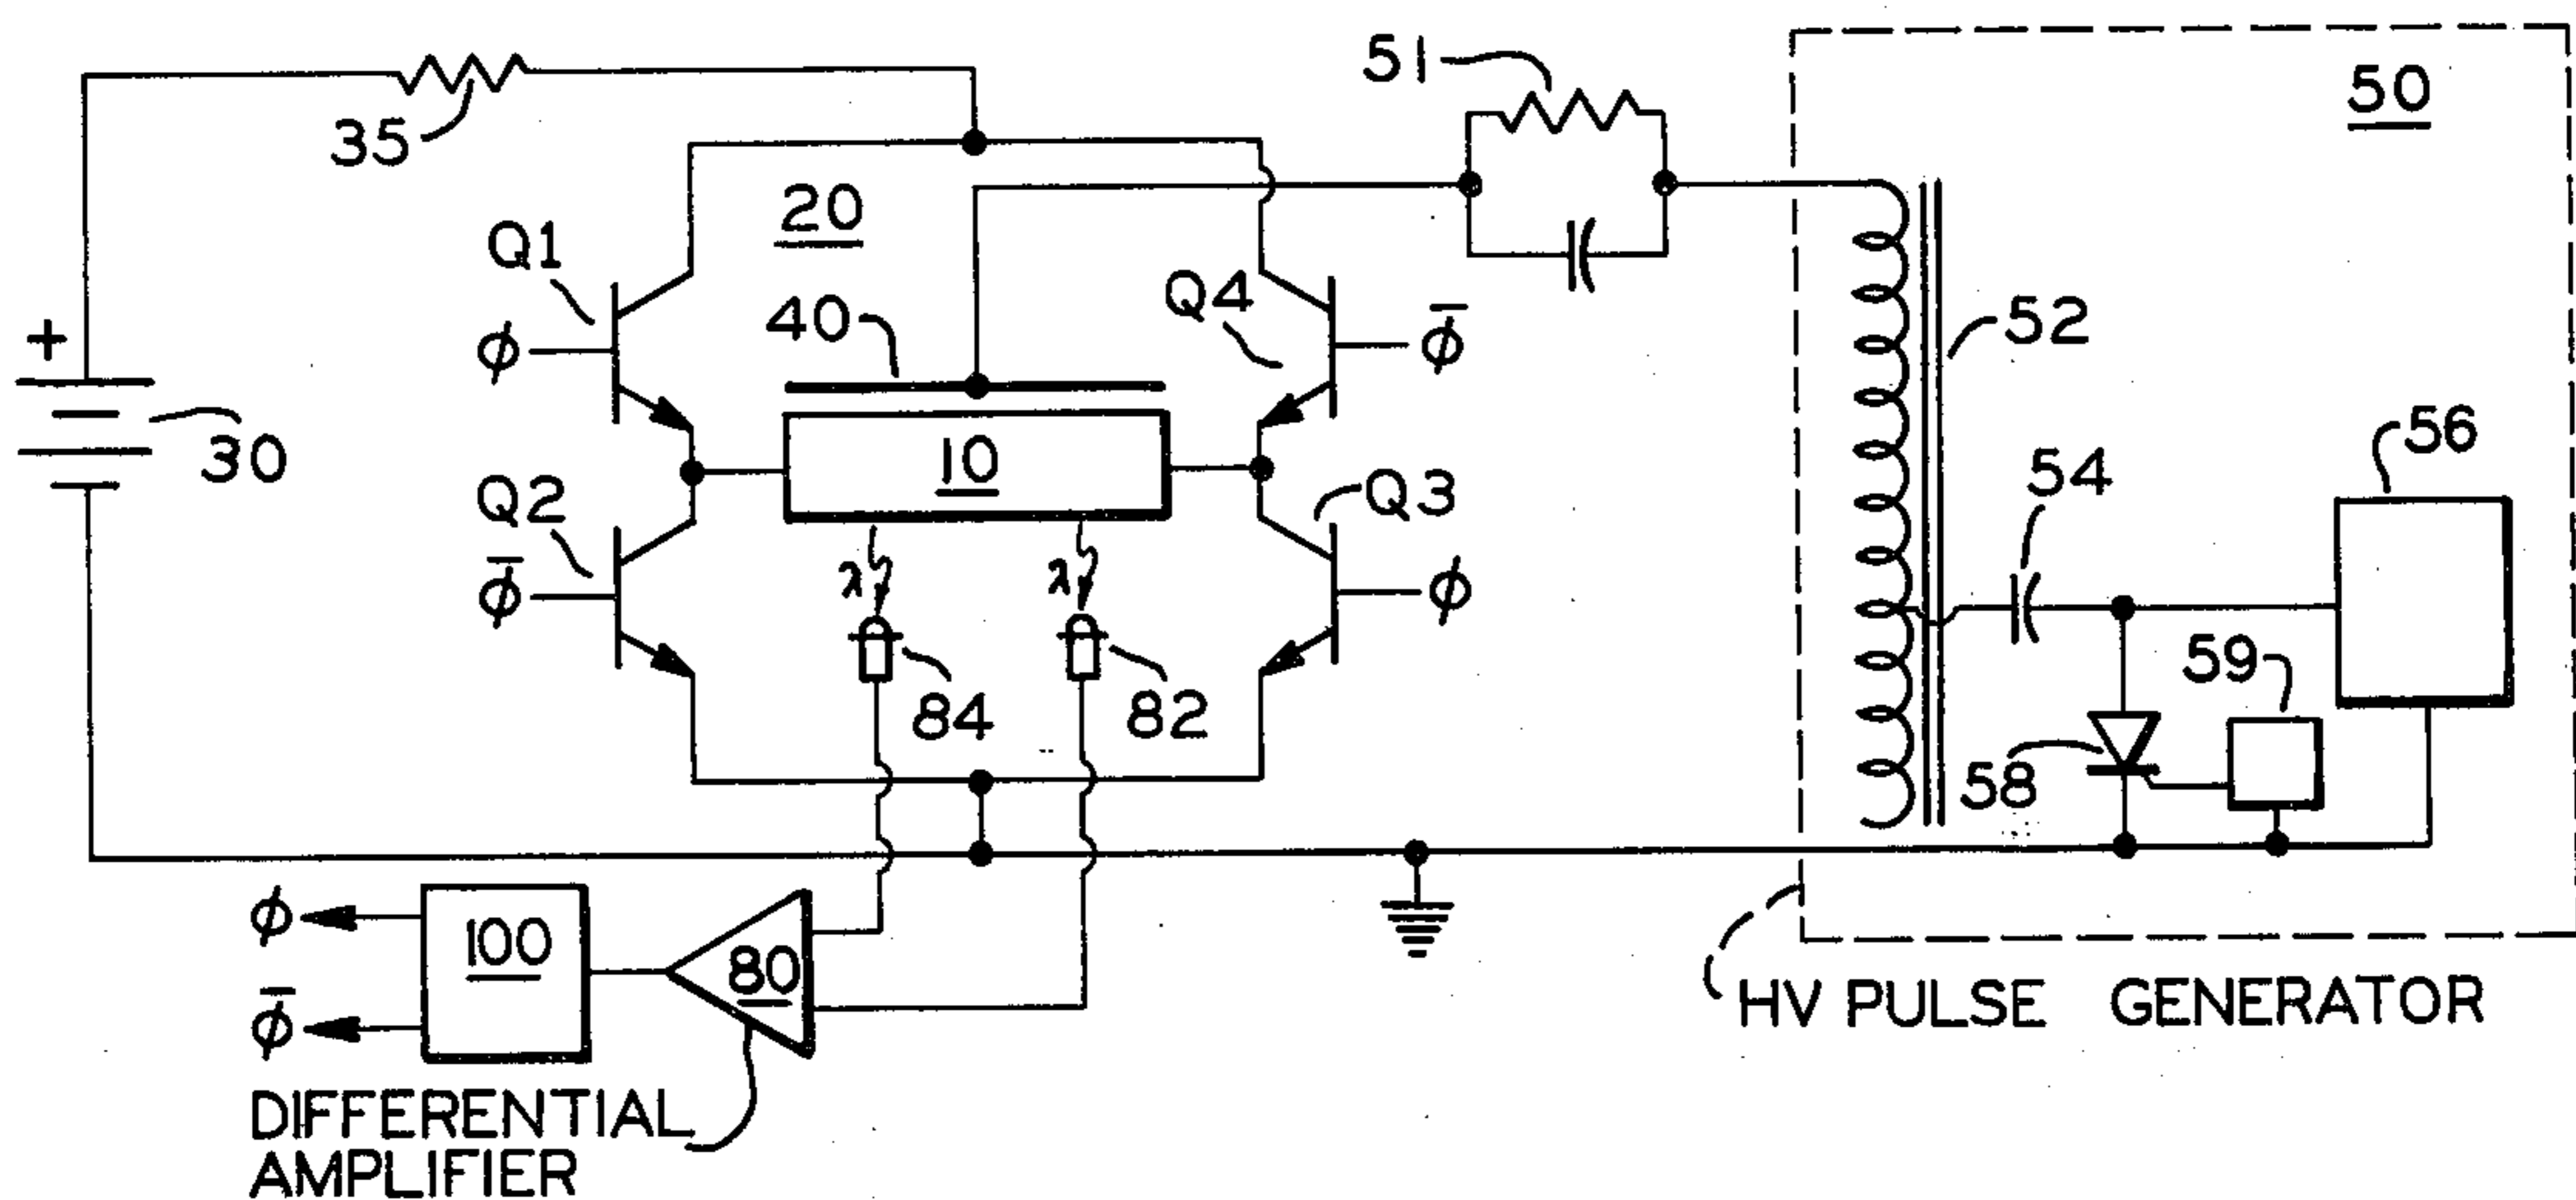 51
50
35
20
Q1
+
ϕ
40
Q4
ϕ̅
52
30
10
56
54
Q2
Q3
ϕ̅
λ
λ
ϕ
59
84
82
58
ϕ
100
80
ϕ̅
HV PULSE GENERATOR
DIFFERENTIAL
AMPLIFIER